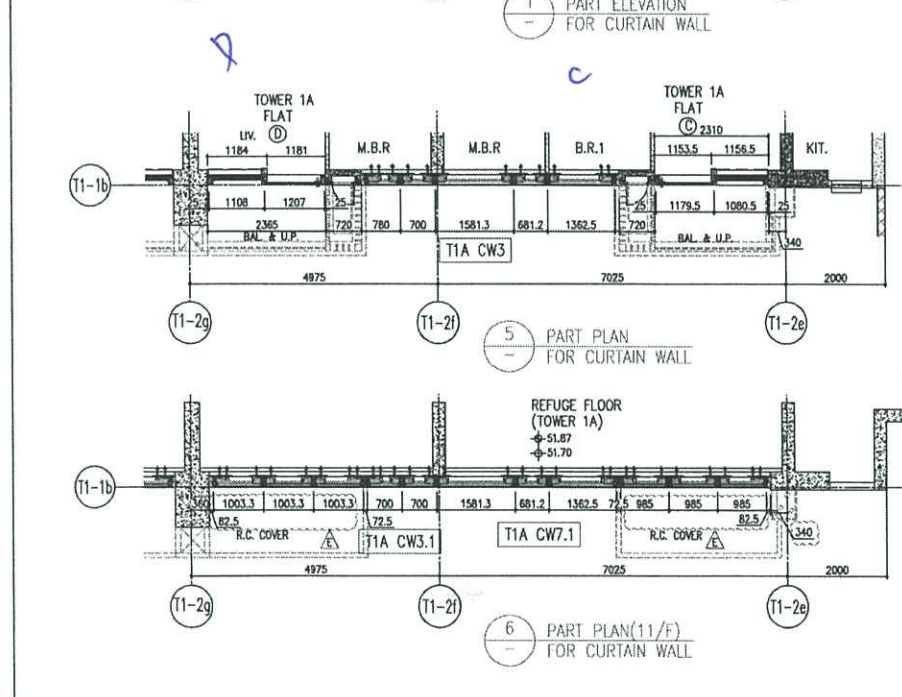 PART ELEVATION
FOR CURTAIN WALL
D
C
TOWER 1A
FLAT
D
LIV.
TOWER 1A
FLAT
C
2310
1184 1181
M.B.R
M.B.R
B.R.1
1153.5 1156.5
KIT.
T1-1b
1108 1207 25
25 1179.5 1080.5 25
2365 720 780 700 1581.3 681.2 1362.5 720
BAL. & U.P.
BAL. & U.P.
340
T1A CW3
4975 7025 2000
T1-2g
T1-2f
T1-2e
5
PART PLAN
FOR CURTAIN WALL
REFUGE FLOOR
(TOWER 1A)
51.87
51.70
T1-1b
360 1003.3 1003.3 1003.3 700 700 1581.3 681.2 1362.5 72.5 985 985 985
82.5 72.5 82.5 340
R.C. COVER E
T1A CW3.1
T1A CW7.1
R.C. COVER E
4975 7025 2000
T1-2g
T1-2f
T1-2e
6
PART PLAN(11/F)
FOR CURTAIN WALL